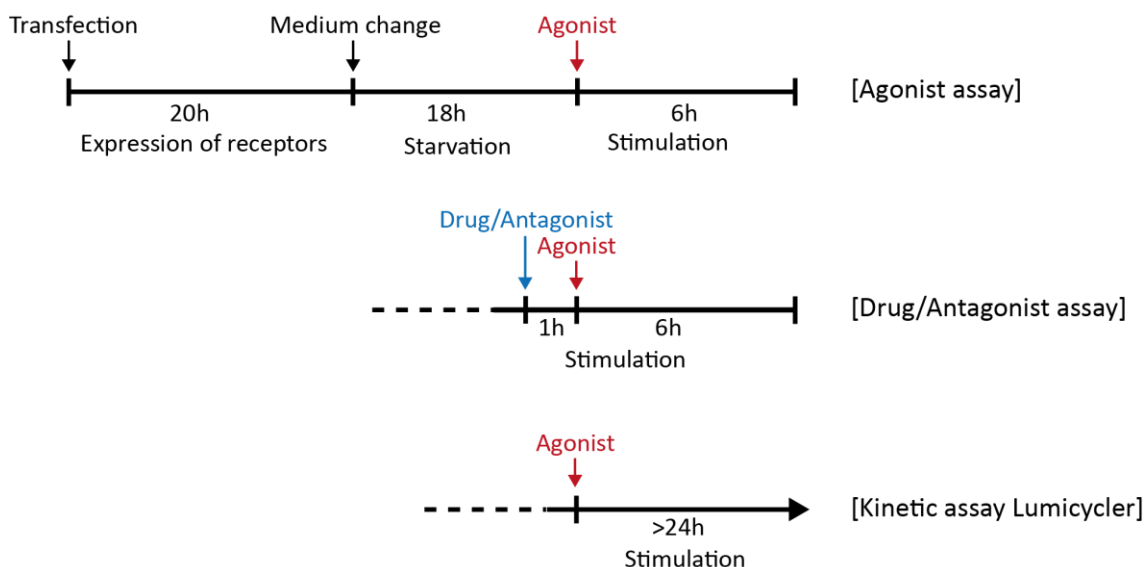 Transfection
Medium change
Agonist
[Agonist assay]
20h
18h
6h
Expression of receptors
Starvation
Stimulation
Drug/Antagonist
Agonist
[Drug/Antagonist assay]
1h
6h
Stimulation
Agonist
[Kinetic assay Lumicycler]
>24h
Stimulation